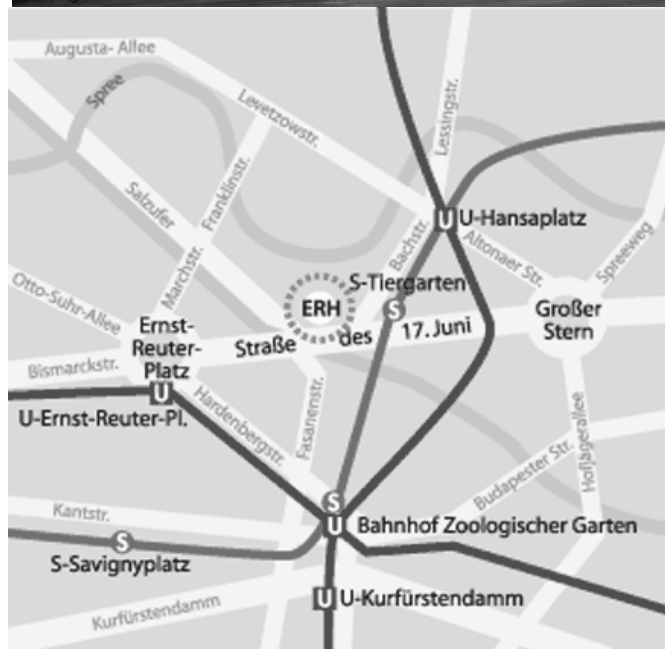 Augusta- Allee
Spree
Levetzowstr.
Lessingstr.
Salzufer
Franklinstr.
U
U-Hansaplatz
Bachstr.
Altonaer Str.
Spreeweg
Marchstr.
S-Tiergarten
S
Otto-Suhr-Allee
ERH
Großer
Stern
Ernst-
Reuter-
Platz
Straße des 17. Juni
Bismarckstr.
U
U-Ernst-Reuter-Pl.
Hardenbergstr.
Fasanenstr.
Hofjagerallee
Budapester Str.
Kantstr.
S
U
Bahnhof Zoologischer Garten
S
S-Savignyplatz
U
U-Kurfürstendamm
Kurfürstendamm